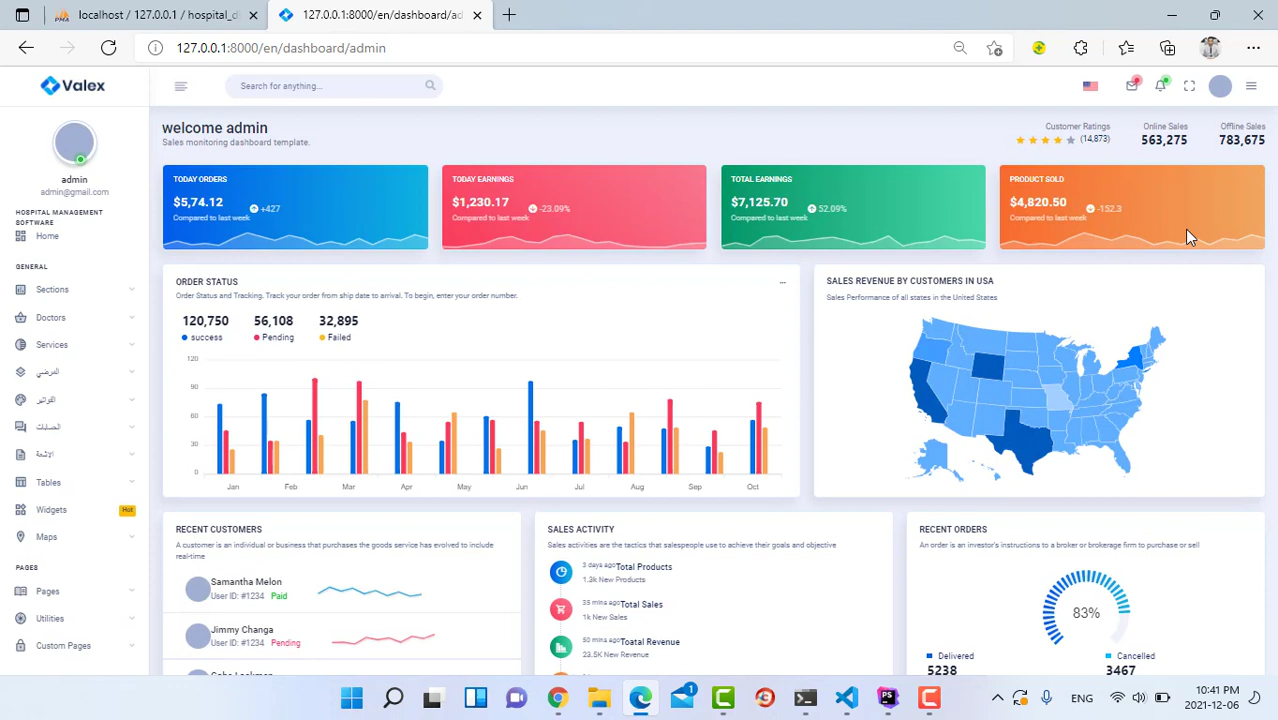 localhost / 127.0.0.1 / hospital_d
127.0.0.1:8000/en/dashboard/ad
127.0.0.1:8000/en/dashboard/admin
Valex
Search for anything...
admin
admin@gmail.com
HOSPITAL MANAGEMENT
SOFTWARE
Home
GENERAL
Sections
Doctors
Services
المرضي
الفواتير
الحسابات
الاشعة
Tables
Widgets
Hot
Maps
PAGES
Pages
Utilities
Custom Pages
welcome admin
Sales monitoring dashboard template.
Customer Ratings
(14,873)
Online Sales
563,275
Offline Sales
783,675
TODAY ORDERS
$5,74.12
+427
Compared to last week
TODAY EARNINGS
$1,230.17
-23.09%
Compared to last week
TOTAL EARNINGS
$7,125.70
52.09%
Compared to last week
PRODUCT SOLD
$4,820.50
-152.3
Compared to last week
ORDER STATUS
...
Order Status and Tracking. Track your order from ship date to arrival. To begin, enter your order number.
120,750 56,108 32,895
success Pending Failed
120
90
60
30
0
Jan Feb Mar Apr May Jun Jul Aug Sep Oct
SALES REVENUE BY CUSTOMERS IN USA
Sales Performance of all states in the United States
RECENT CUSTOMERS
A customer is an individual or business that purchases the goods service has evolved to include
real-time
Samantha Melon
User ID: #1234 Paid
Jimmy Changa
User ID: #1234 Pending
SALES ACTIVITY
Sales activities are the tactics that salespeople use to achieve their goals and objective
3 days ago Total Products
1.3k New Products
35 mins ago Total Sales
1k New Sales
50 mins ago Toatal Revenue
23.5K New Revenue
RECENT ORDERS
An order is an investor's instructions to a broker or brokerage firm to purchase or sell
83%
Delivered
5238
Cancelled
3467
1
ENG
10:41 PM
2021-12-06